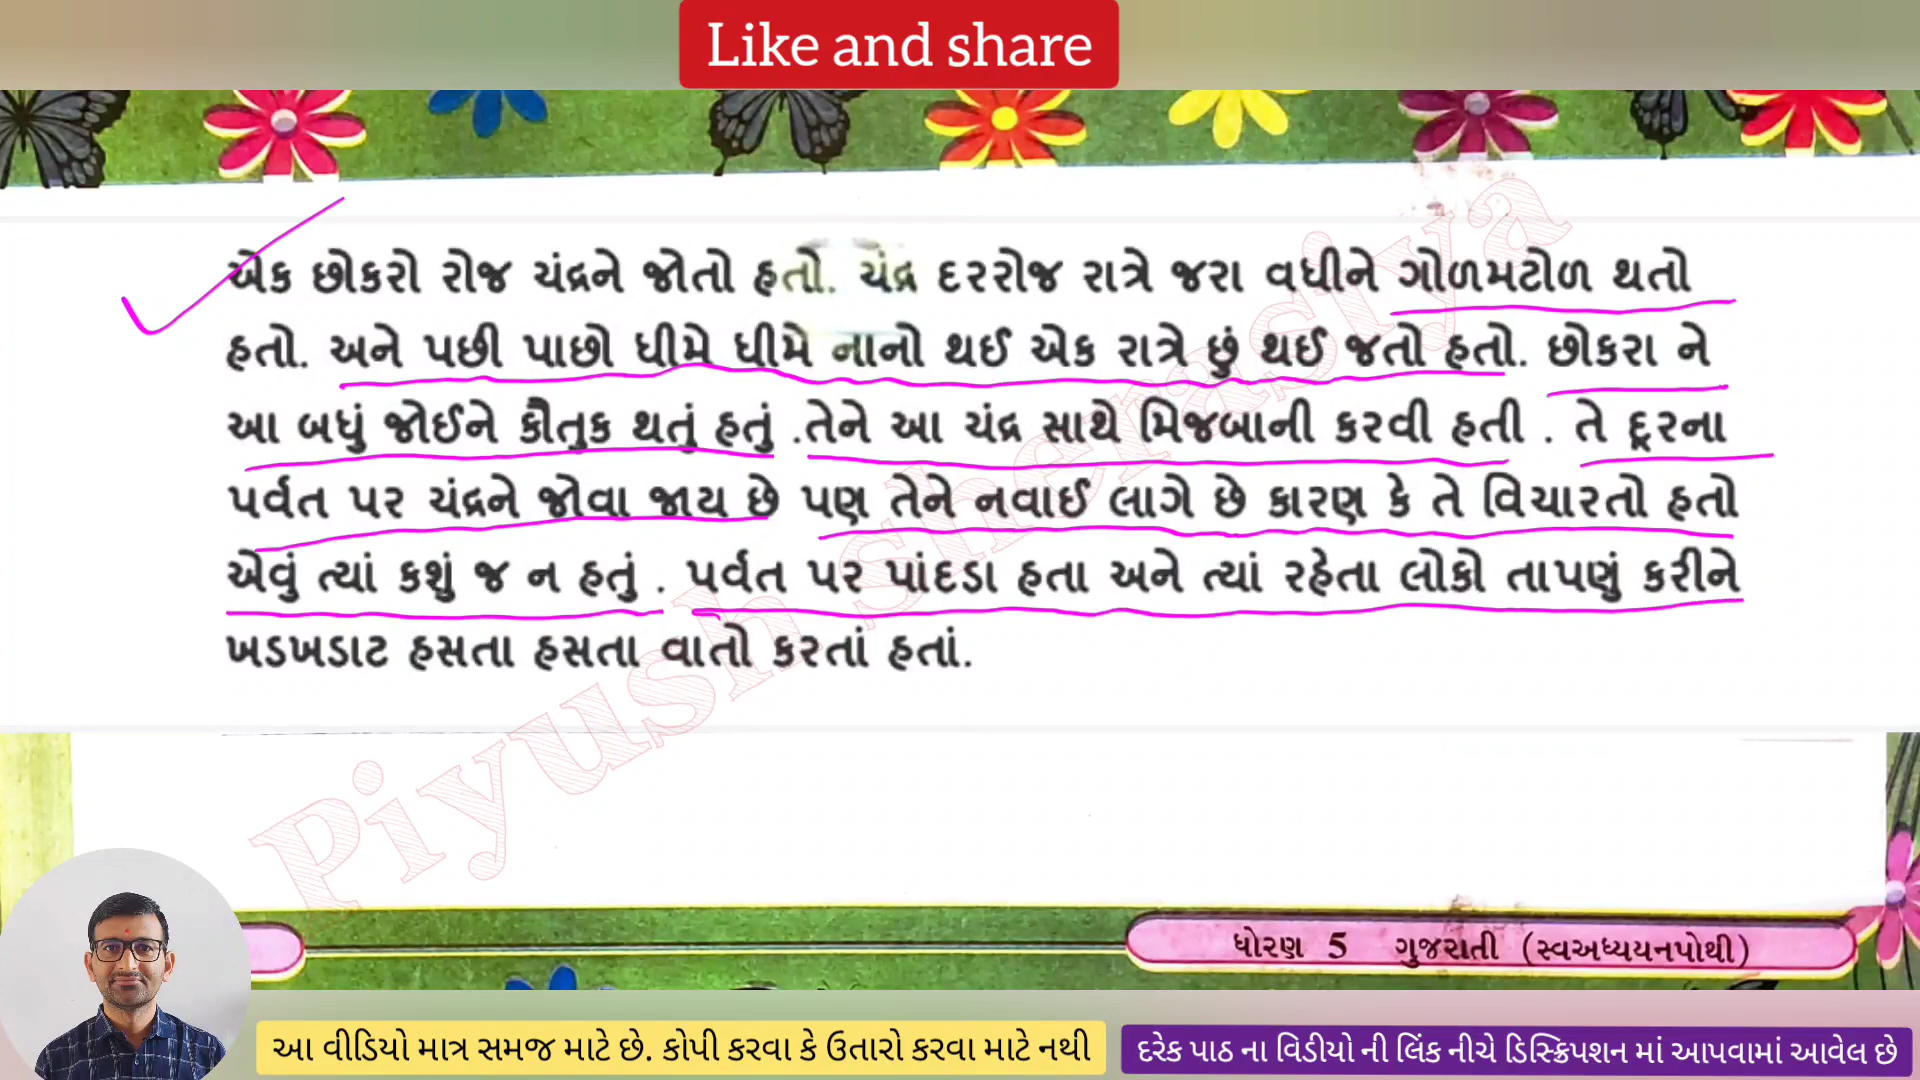 Like and share
એક છોકરો રોજ ચંદ્રને જોતો હતો. ચંદ્ર દરરોજ રાત્રે જરા વધીને ગોળમટોળ થતો
હતો. અને પછી પાછો ધીમે ધીમે નાનો થઈ એક રાત્રે છું થઈ જતો હતો. છોકરા ને
આ બધું જોઈને કૌતુક થતું હતું .તેને આ ચંદ્ર સાથે મિજબાની કરવી હતી . તે દૂરના
પર્વત પર ચંદ્રને જોવા જાય છે પણ તેને નવાઈ લાગે છે કારણ કે તે વિચારતો હતો
એવું ત્યાં કશું જ ન હતું . પર્વત પર પાંદડા હતા અને ત્યાં રહેતા લોકો તાપણું કરીને
ખડખડાટ હસતા હસતા વાતો કરતાં હતાં.
Piyush sherasiya
ધોરણ 5 ગુજરાતી (સ્વઅધ્યયનપોથી)
આ વીડિયો માત્ર સમજ માટે છે. કોપી કરવા કે ઉતારો કરવા માટે નથી
દરેક પાઠ ના વિડીયો ની લિંક નીચે ડિસ્ક્રિપશન માં આપવામાં આવેલ છે